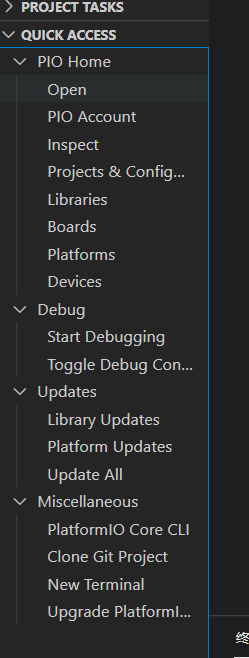 PROJECT TASKS
QUICK ACCESS
PIO Home
Open
PIO Account
Inspect
Projects & Config...
Libraries
Boards
Platforms
Devices
Debug
Start Debugging
Toggle Debug Con...
Updates
Library Updates
Platform Updates
Update All
Miscellaneous
PlatformIO Core CLI
Clone Git Project
New Terminal
Upgrade PlatformI...
终